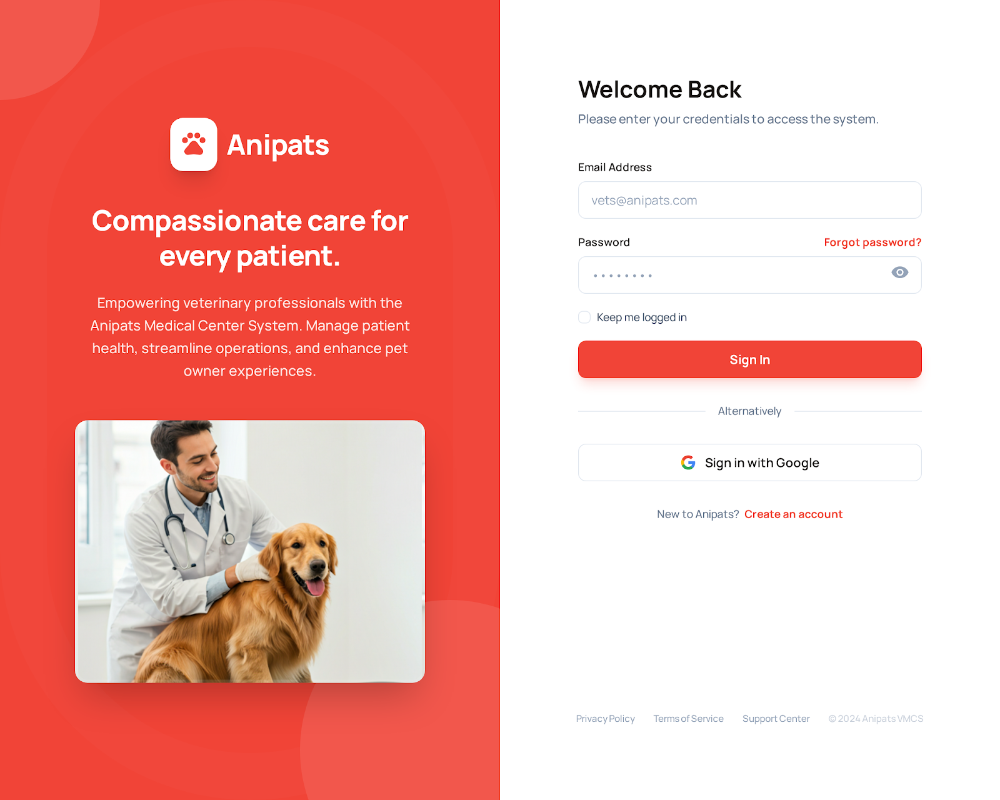 Anipats
Compassionate care for
every patient.
Empowering veterinary professionals with the
Anipats Medical Center System. Manage patient
health, streamline operations, and enhance pet
owner experiences.
Welcome Back
Please enter your credentials to access the system.
Email Address
vets@anipats.com
Password
Forgot password?
••••••••
Keep me logged in
Sign In
Alternatively
Sign in with Google
New to Anipats? Create an account
Privacy Policy
Terms of Service
Support Center
© 2024 Anipats VMCS